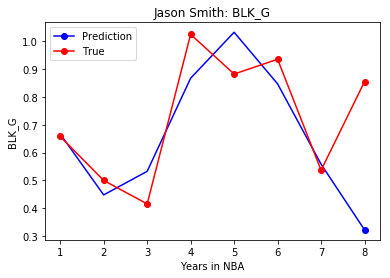 Jason Smith: BLK_G
Prediction
True
1.0
0.9
0.8
0.7
0.6
0.5
0.4
0.3
BLK_G
1 2 3 4 5 6 7 8
Years in NBA